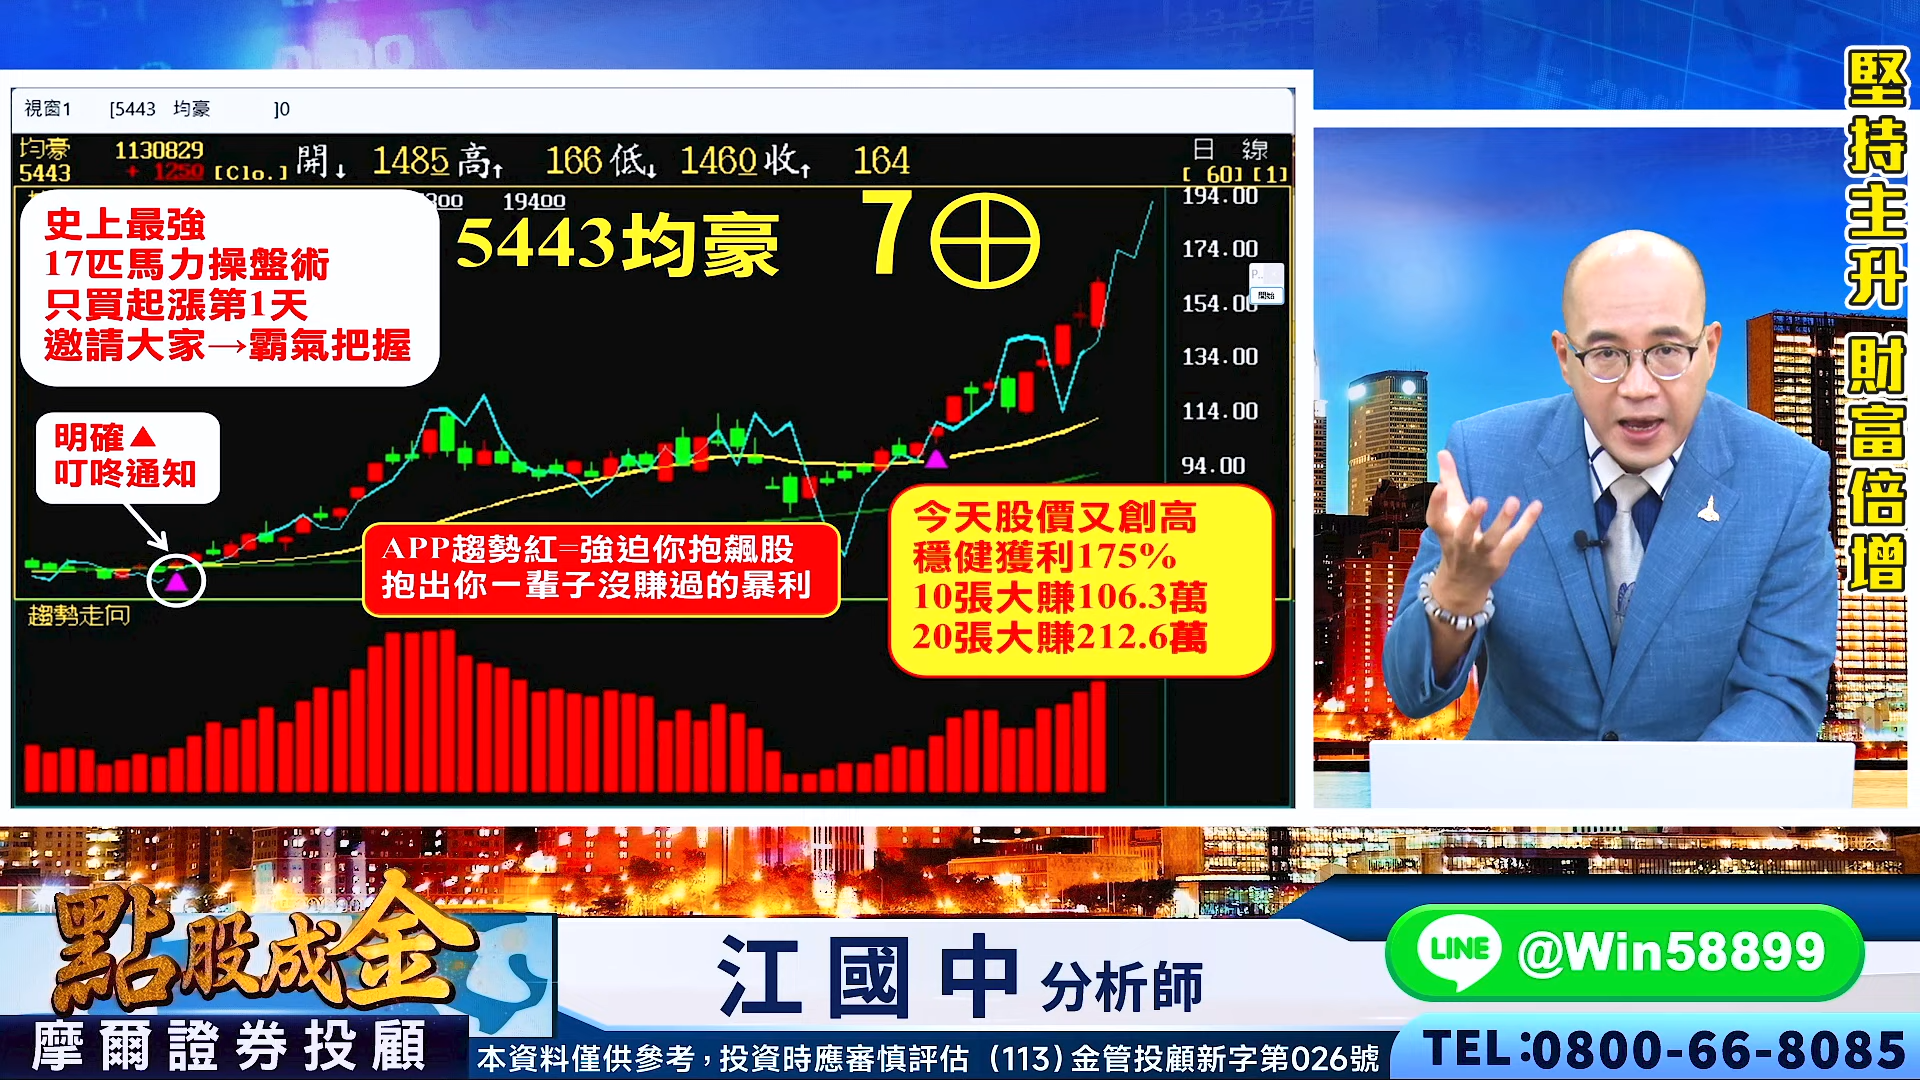 視窗1 [5443 均豪 ]0
均豪 1130829 開↓ 1485 高↑ 166 低↓ 1460 收↑ 164 日 線
5443 + 1250 [Clo.] [ 60] [1]
19400
194.00
174.00
154.00
134.00
114.00
94.00
開始
5443均豪 7
史上最強
17匹馬力操盤術
只買起漲第1天
邀請大家→霸氣把握
明確▲
叮咚通知
APP趨勢紅=強迫你抱飆股
抱出你一輩子沒賺過的暴利
今天股價又創高
穩健獲利175%
10張大賺106.3萬
20張大賺212.6萬
趨勢走向
堅持主升 財富倍增
點股成金
摩爾證券投顧
江國中 分析師
本資料僅供參考，投資時應審慎評估 (113) 金管投顧新字第026號
LINE @Win58899
TEL:0800-66-8085